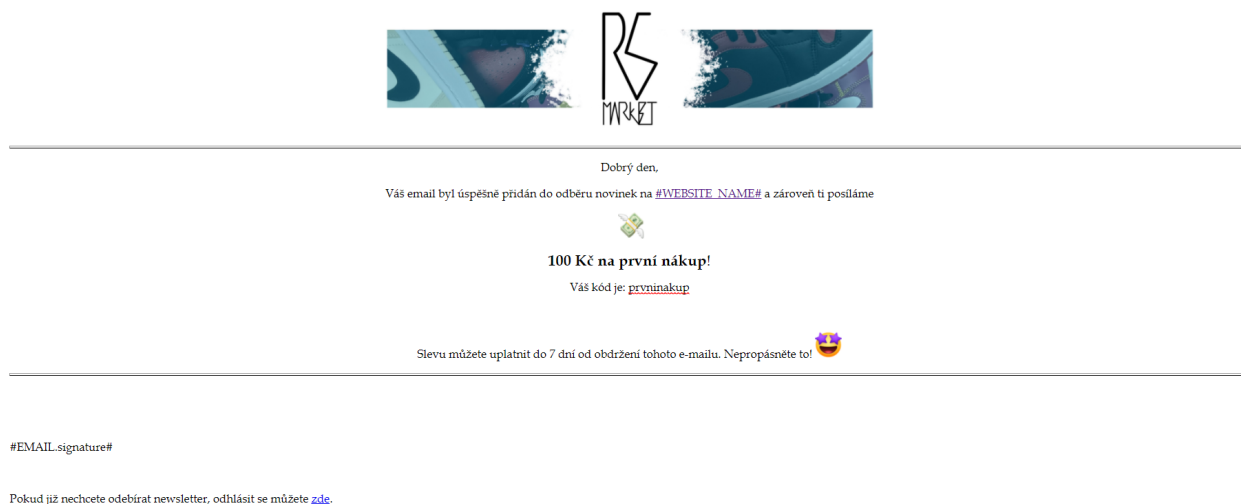 RS
MARKET
Dobrý den,
Váš email byl úspěšně přidán do odběru novinek na #WEBSITE_NAME# a zároveň ti posíláme
100 Kč na první nákup!
Váš kód je: prvninakup
Slevu můžete uplatnit do 7 dní od obdržení tohoto e-mailu. Nepropásněte to!
#EMAIL.signature#
Pokud již nechcete odebírat newsletter, odhlásit se můžete zde.